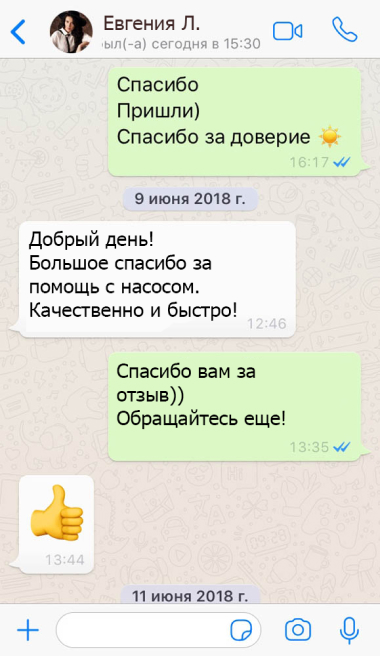 Евгения Л.
был(-а) сегодня в 15:30
Спасибо
Пришли)
Спасибо за доверие ☀️
16:17
9 июня 2018 г.
Добрый день!
Большое спасибо за
помощь с насосом.
Качественно и быстро!
12:46
Спасибо вам за
отзыв))
Обращайтесь еще!
13:35
👍
13:44
11 июня 2018 г.